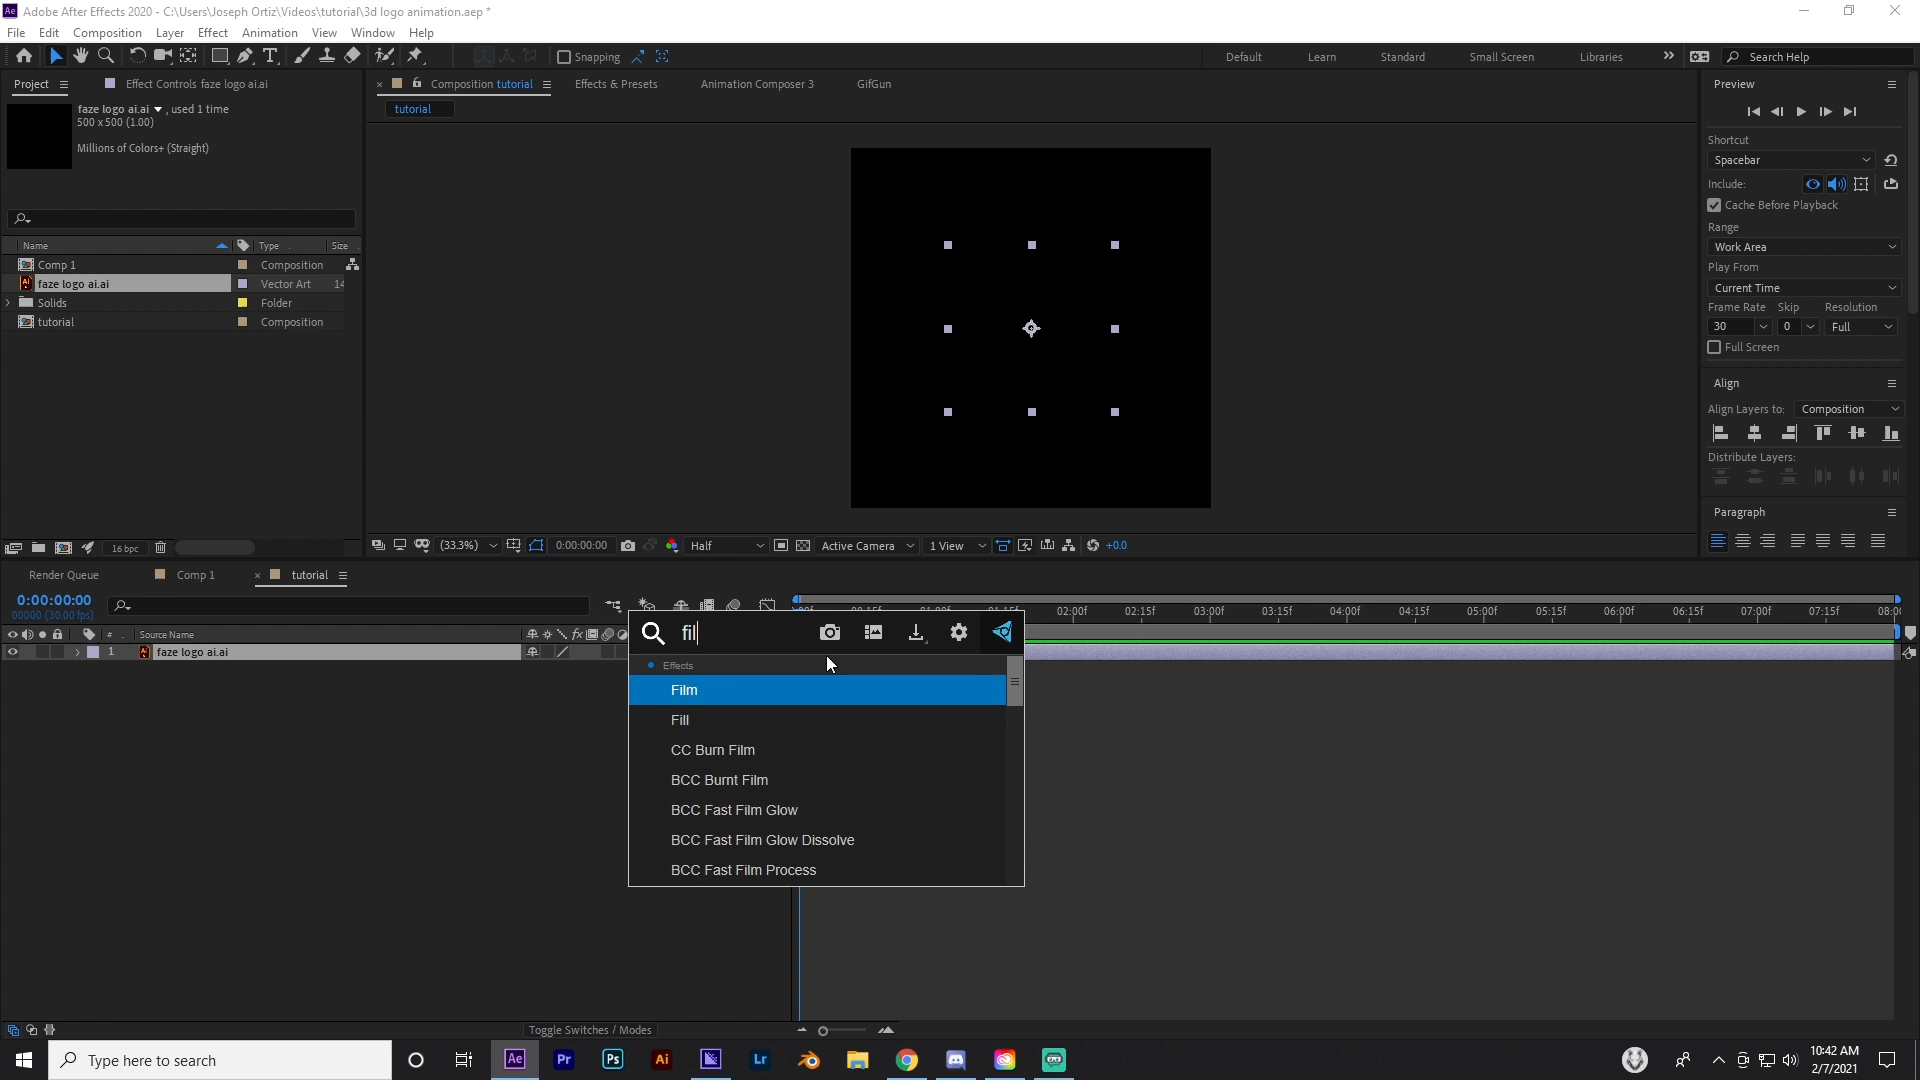 Adobe After Effects 2020 - C:\Users\Joseph Ortiz\Videos\tutorial\3d logo animation.aep *
File Edit Composition Layer Effect Animation View Window Help
Snapping
Default Learn Standard Small Screen Libraries Search Help
Project Effect Controls faze logo ai.ai
Composition tutorial Effects & Presets Animation Composer 3 GifGun
tutorial
faze logo ai.ai , used 1 time
500 x 500 (1.00)
Millions of Colors+ (Straight)
Name Type Size
Comp 1 Composition
faze logo ai.ai Vector Art 14
Solids Folder
tutorial Composition
16 bpc
(33.3%) 0:00:00:00 Half Active Camera 1 View +0.0
Preview
Shortcut
Spacebar
Include:
Cache Before Playback
Range
Work Area
Play From
Current Time
Frame Rate Skip Resolution
30 0 Full
Full Screen
Align
Align Layers to: Composition
Distribute Layers:
Paragraph
Render Queue Comp 1 tutorial
0:00:00:00
00000 (30.00 fps)
02:00f 02:15f 03:00f 03:15f 04:00f 04:15f 05:00f 05:15f 06:00f 06:15f 07:00f 07:15f 08:0
# Source Name
1 faze logo ai.ai
fil
Effects
Film
Fill
CC Burn Film
BCC Burnt Film
BCC Fast Film Glow
BCC Fast Film Glow Dissolve
BCC Fast Film Process
Toggle Switches / Modes
Type here to search
Ae Pr Ps Ai Lr
10:42 AM
2/7/2021